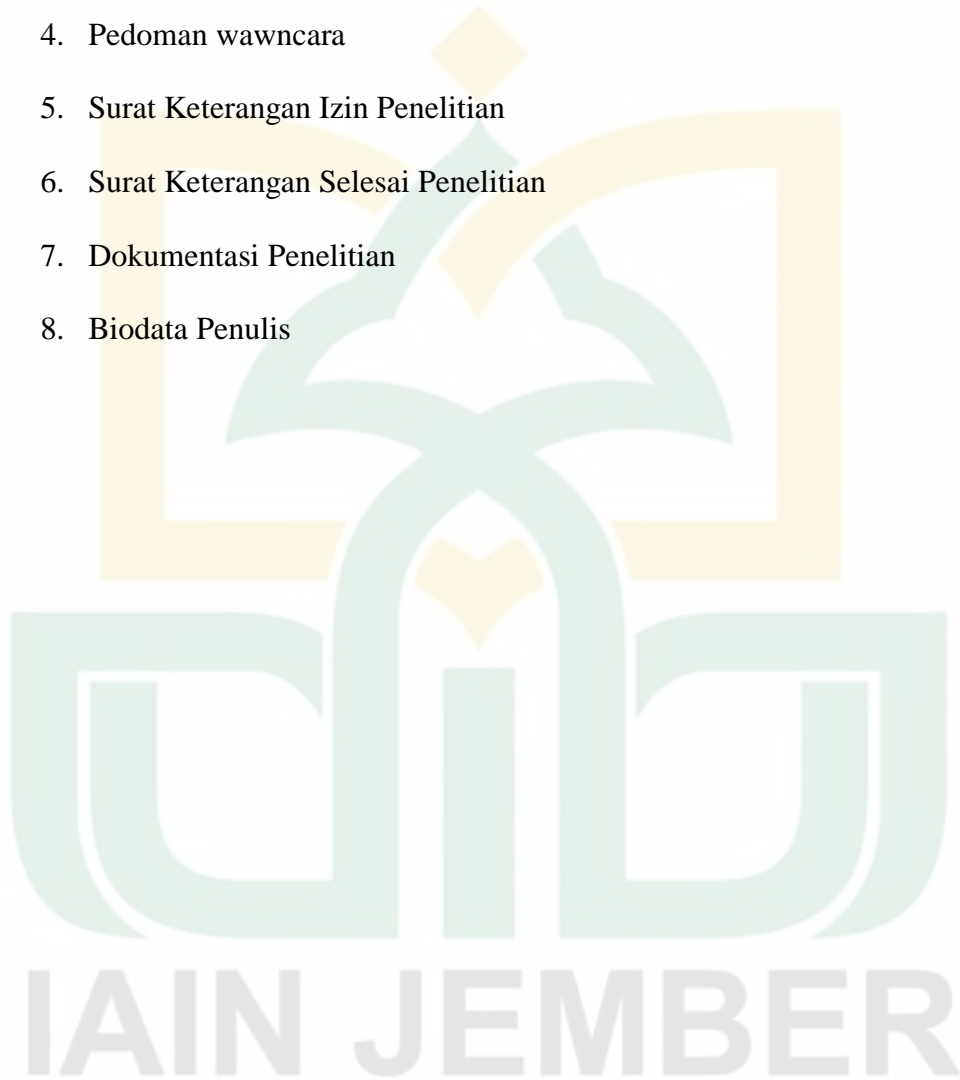 4. Pedoman wawncara
5. Surat Keterangan Izin Penelitian
6. Surat Keterangan Selesai Penelitian
7. Dokumentasi Penelitian
8. Biodata Penulis
IAIN JEMBER